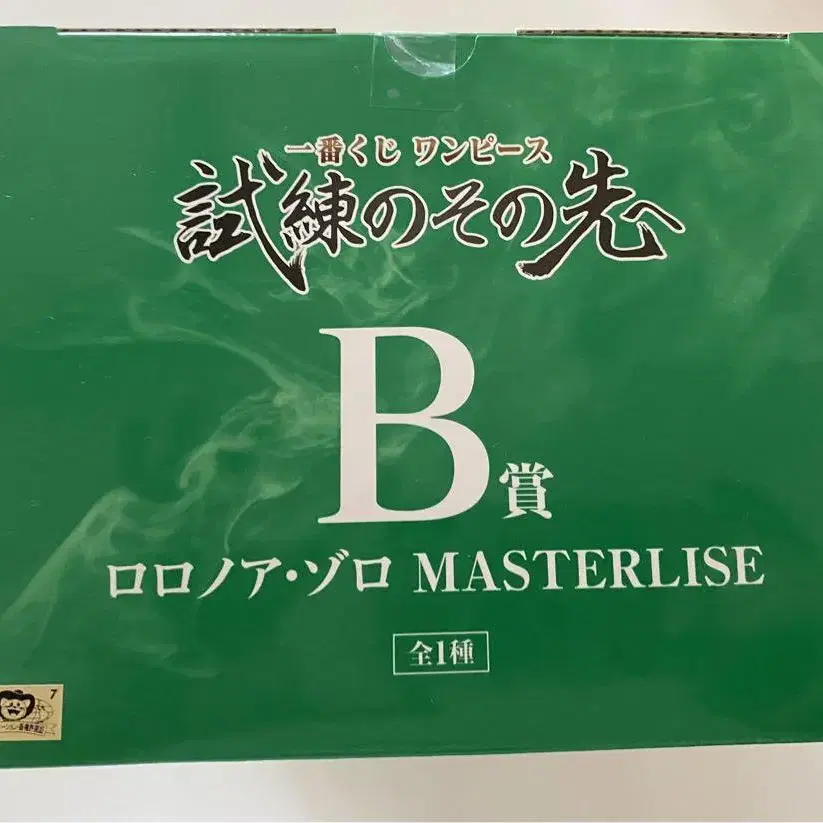 一番くじ ワンピース
試練のその先へ
B賞
ロロノア・ゾロ MASTERLISE
全1種
7